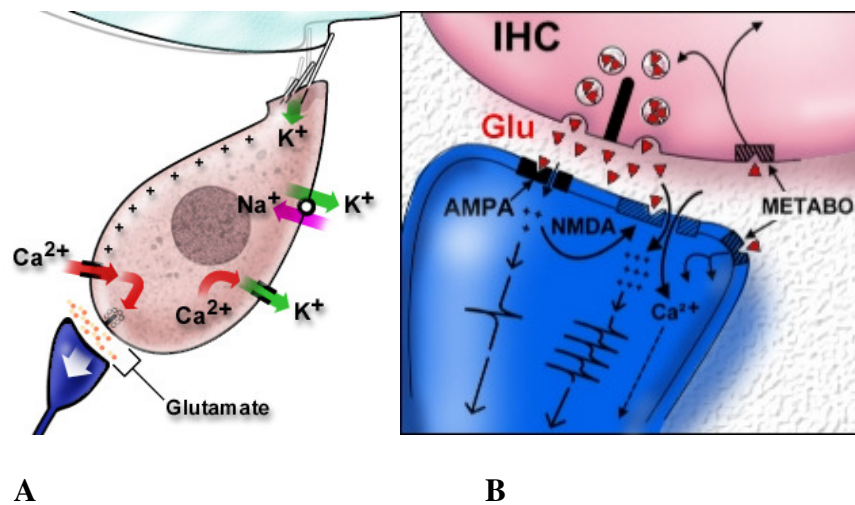 K+
Na+
K+
Ca2+
Ca2+
K+
Glutamate
IHC
Glu
AMPA
NMDA
METABO
Ca2+
A
B